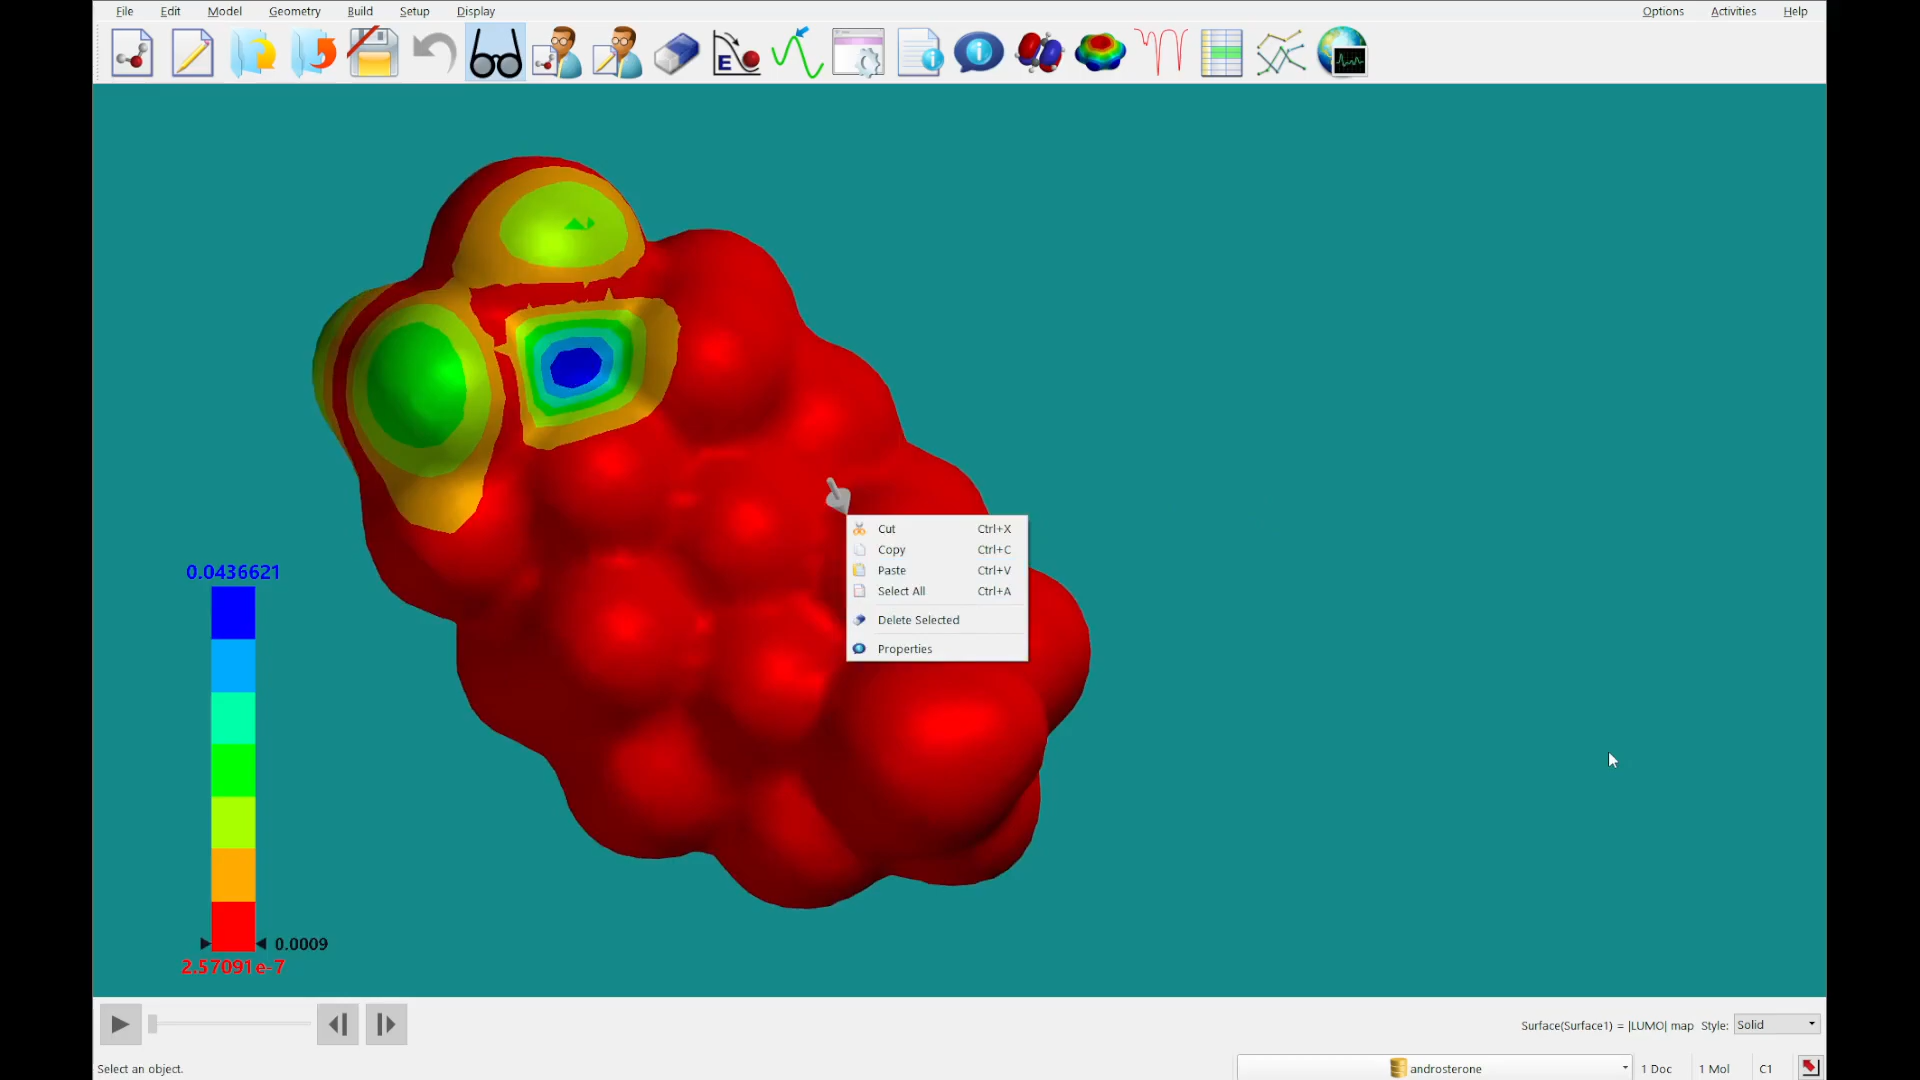 File Edit Model Geometry Build Setup Display Options Activities Help
E
Cut Ctrl+X
Copy Ctrl+C
Paste Ctrl+V
Select All Ctrl+A
Delete Selected
Properties
0.0436621
0.0009
2.57091e-7
Surface(Surface1) = |LUMO| map Style: Solid
Select an object. androsterone 1 Doc 1 Mol C1